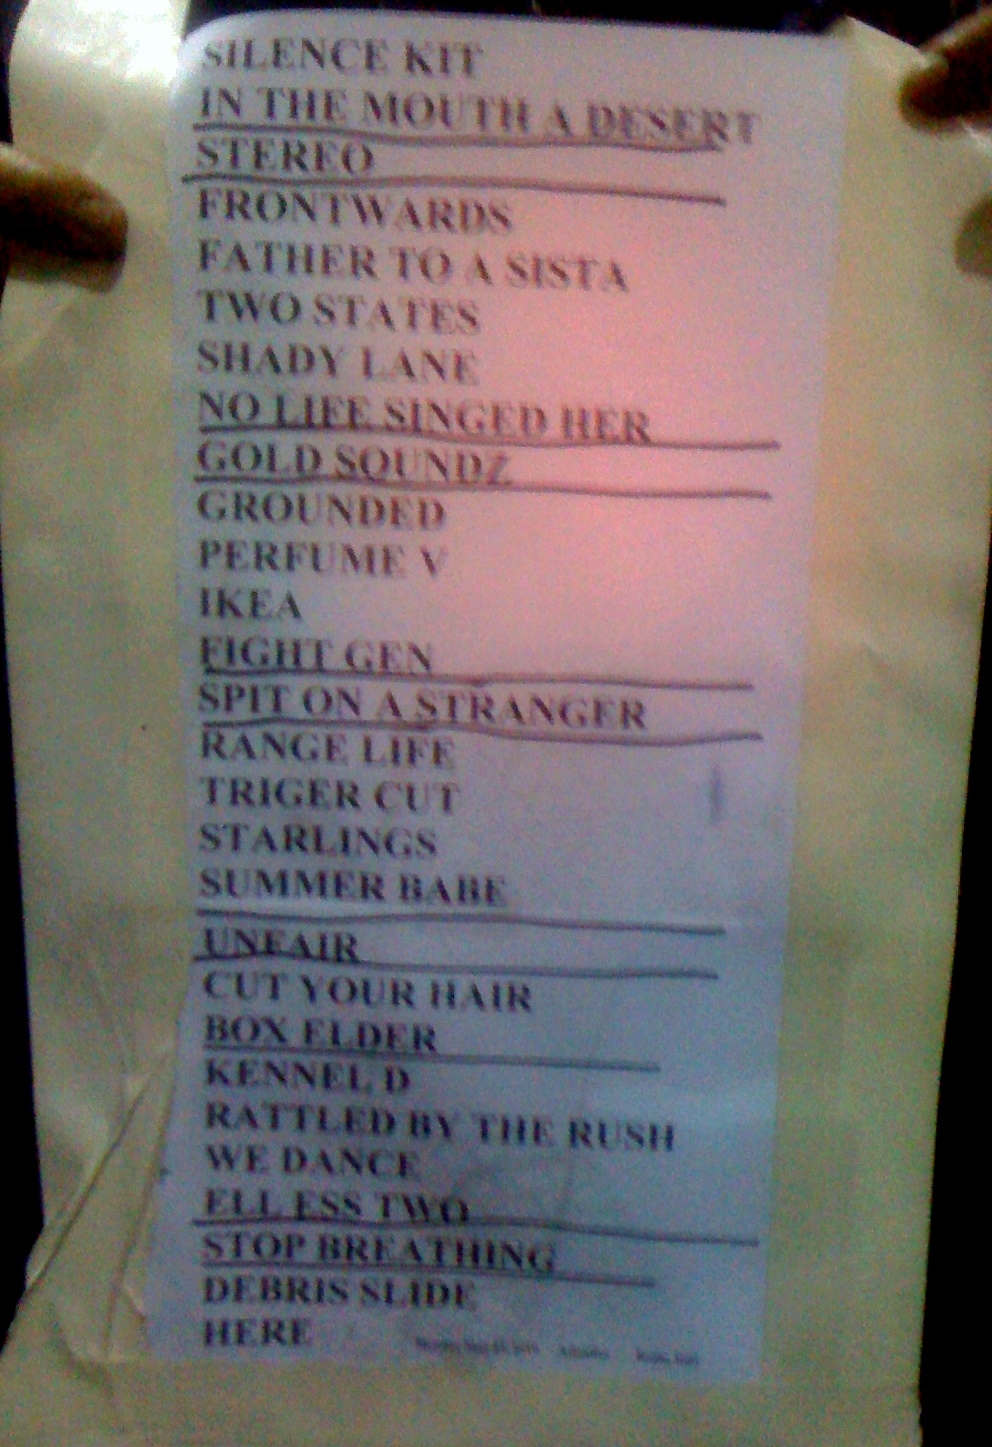 SILENCE KIT
IN THE MOUTH A DESERT
STEREO
FRONTWARDS
FATHER TO A SISTA
TWO STATES
SHADY LANE
NO LIFE SINGED HER
GOLD SOUNDZ
GROUNDED
PERFUME V
IKEA
FIGHT GEN
SPIT ON A STRANGER
RANGE LIFE
TRIGER CUT
STARLINGS
SUMMER BABE
UNFAIR
CUT YOUR HAIR
BOX ELDER
KENNEL D
RATTLED BY THE RUSH
WE DANCE
ELL ESS TWO
STOP BREATHING
DEBRIS SLIDE
HERE